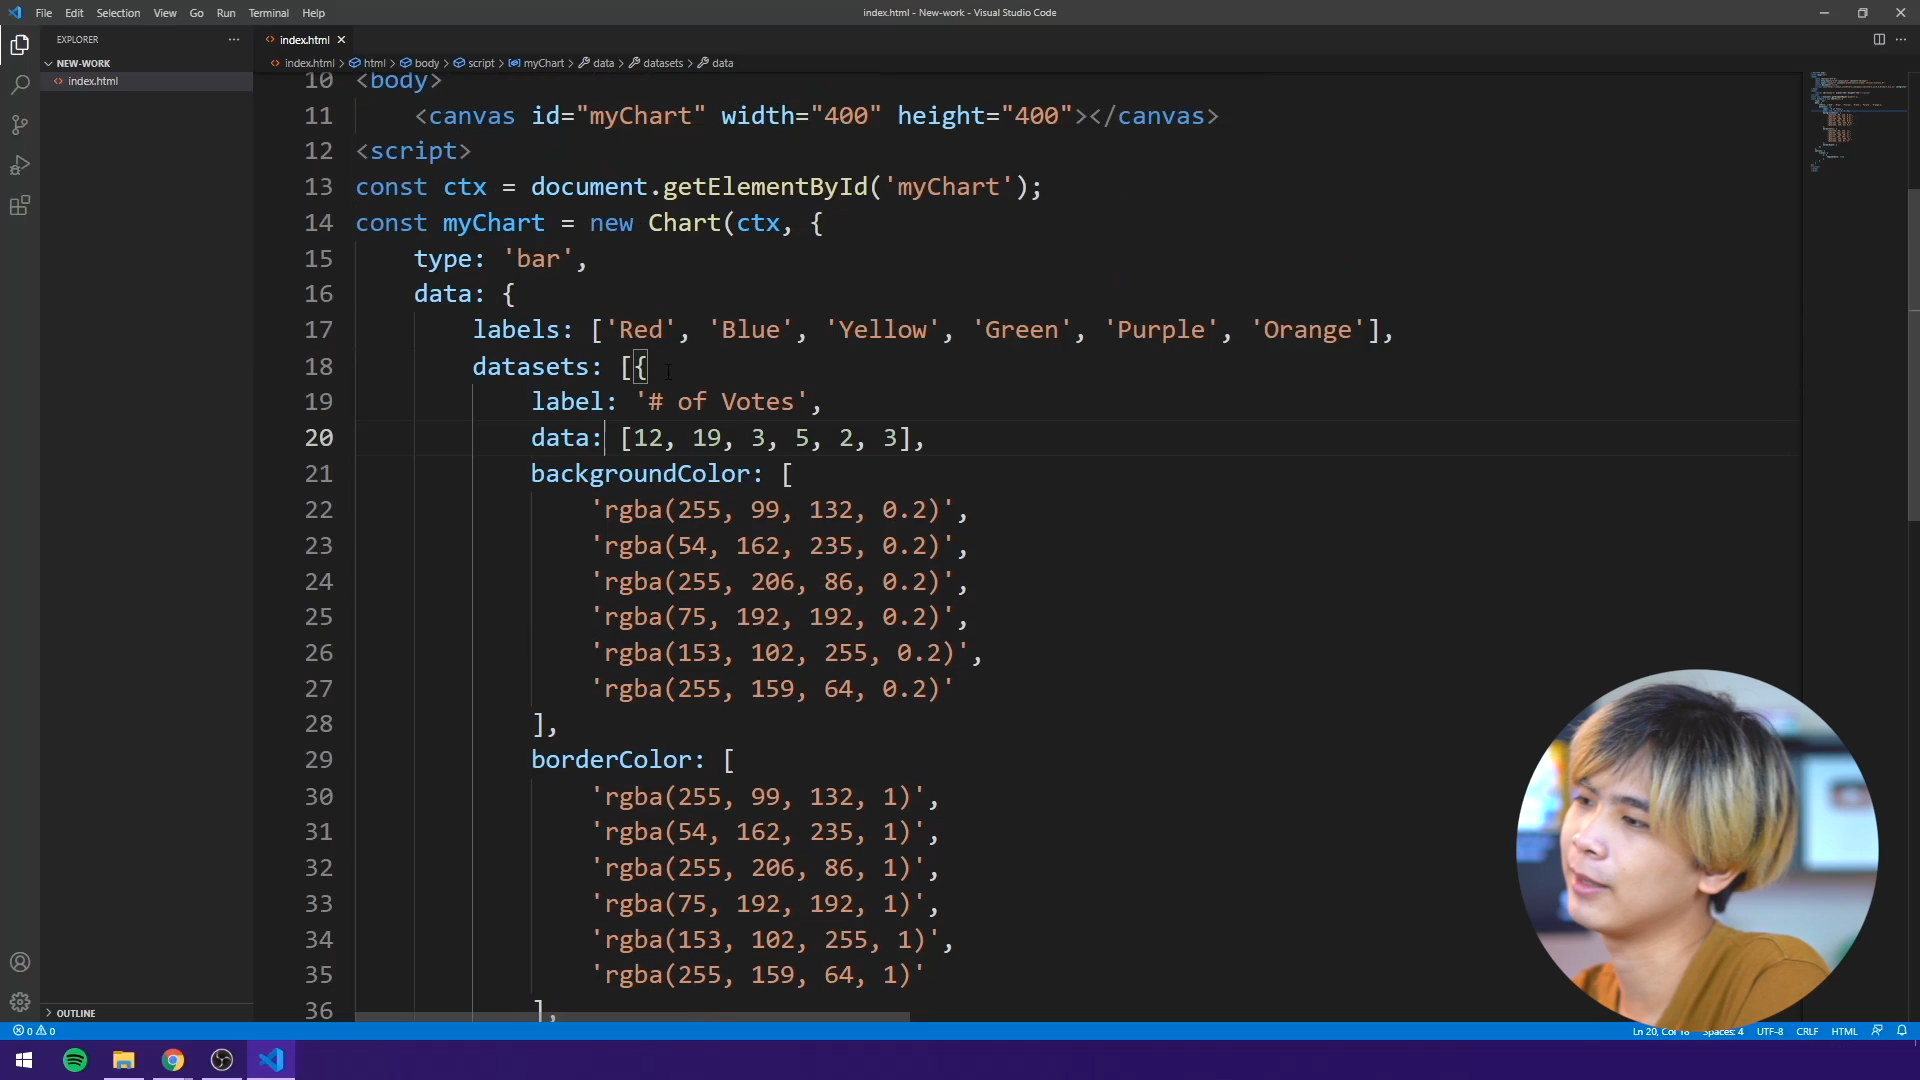 File Edit Selection View Go Run Terminal Help
index.html - New-work - Visual Studio Code
EXPLORER
index.html
NEW-WORK
index.html
index.html > html > body > script > myChart > data > datasets > data
10 <body>
11 <canvas id="myChart" width="400" height="400"></canvas>
12 <script>
13 const ctx = document.getElementById('myChart');
14 const myChart = new Chart(ctx, {
15 type: 'bar',
16 data: {
17 labels: ['Red', 'Blue', 'Yellow', 'Green', 'Purple', 'Orange'],
18 datasets: [{
19 label: '# of Votes',
20 data: [12, 19, 3, 5, 2, 3],
21 backgroundColor: [
22 'rgba(255, 99, 132, 0.2)',
23 'rgba(54, 162, 235, 0.2)',
24 'rgba(255, 206, 86, 0.2)',
25 'rgba(75, 192, 192, 0.2)',
26 'rgba(153, 102, 255, 0.2)',
27 'rgba(255, 159, 64, 0.2)'
28 ],
29 borderColor: [
30 'rgba(255, 99, 132, 1)',
31 'rgba(54, 162, 235, 1)',
32 'rgba(255, 206, 86, 1)',
33 'rgba(75, 192, 192, 1)',
34 'rgba(153, 102, 255, 1)',
35 'rgba(255, 159, 64, 1)'
36 ],
OUTLINE
0 0
Ln 20, Col 18 Spaces: 4 UTF-8 CRLF HTML